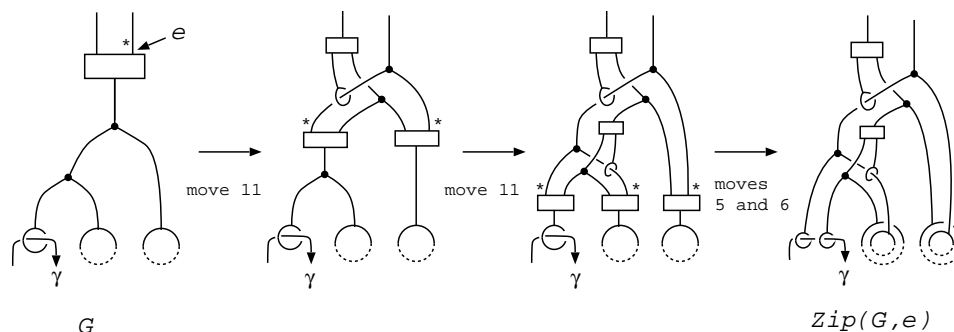 * e
* *
* * *
move 11
move 11
moves
5 and 6
γ
γ
γ
γ
G
Zip(G,e)